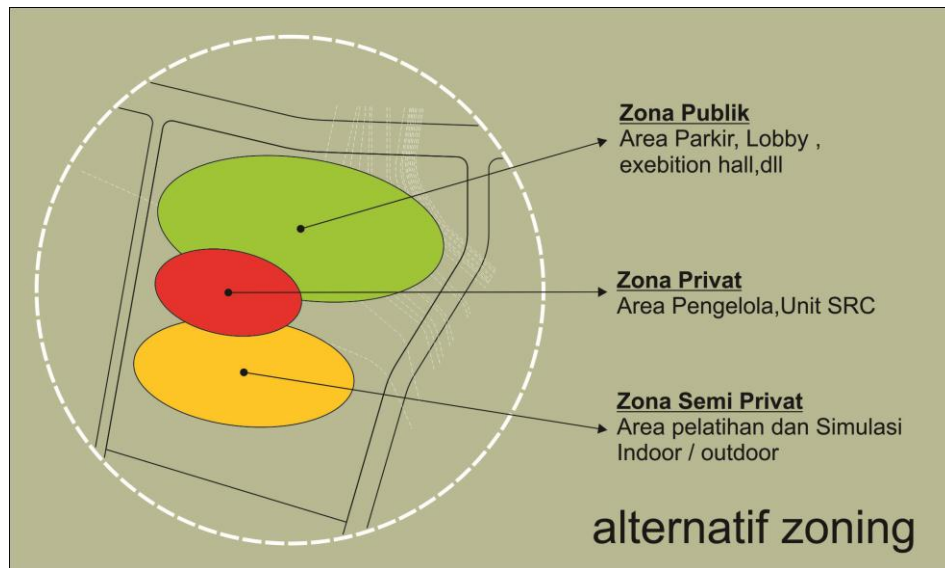 Zona Publik
Area Parkir, Lobby ,
exebition hall,dll
Zona Privat
Area Pengelola,Unit SRC
Zona Semi Privat
Area pelatihan dan Simulasi
Indoor / outdoor
alternatif zoning